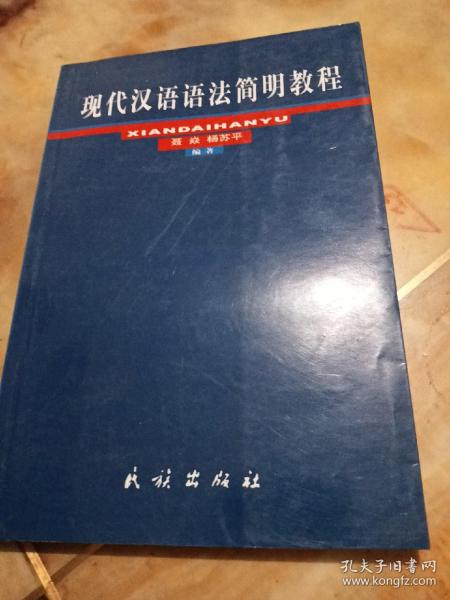 现代汉语语法简明教程
XIANDAIHANYU
聂焱 杨苏平
编著
民族出版社
孔夫子旧书网
www.kongfz.com